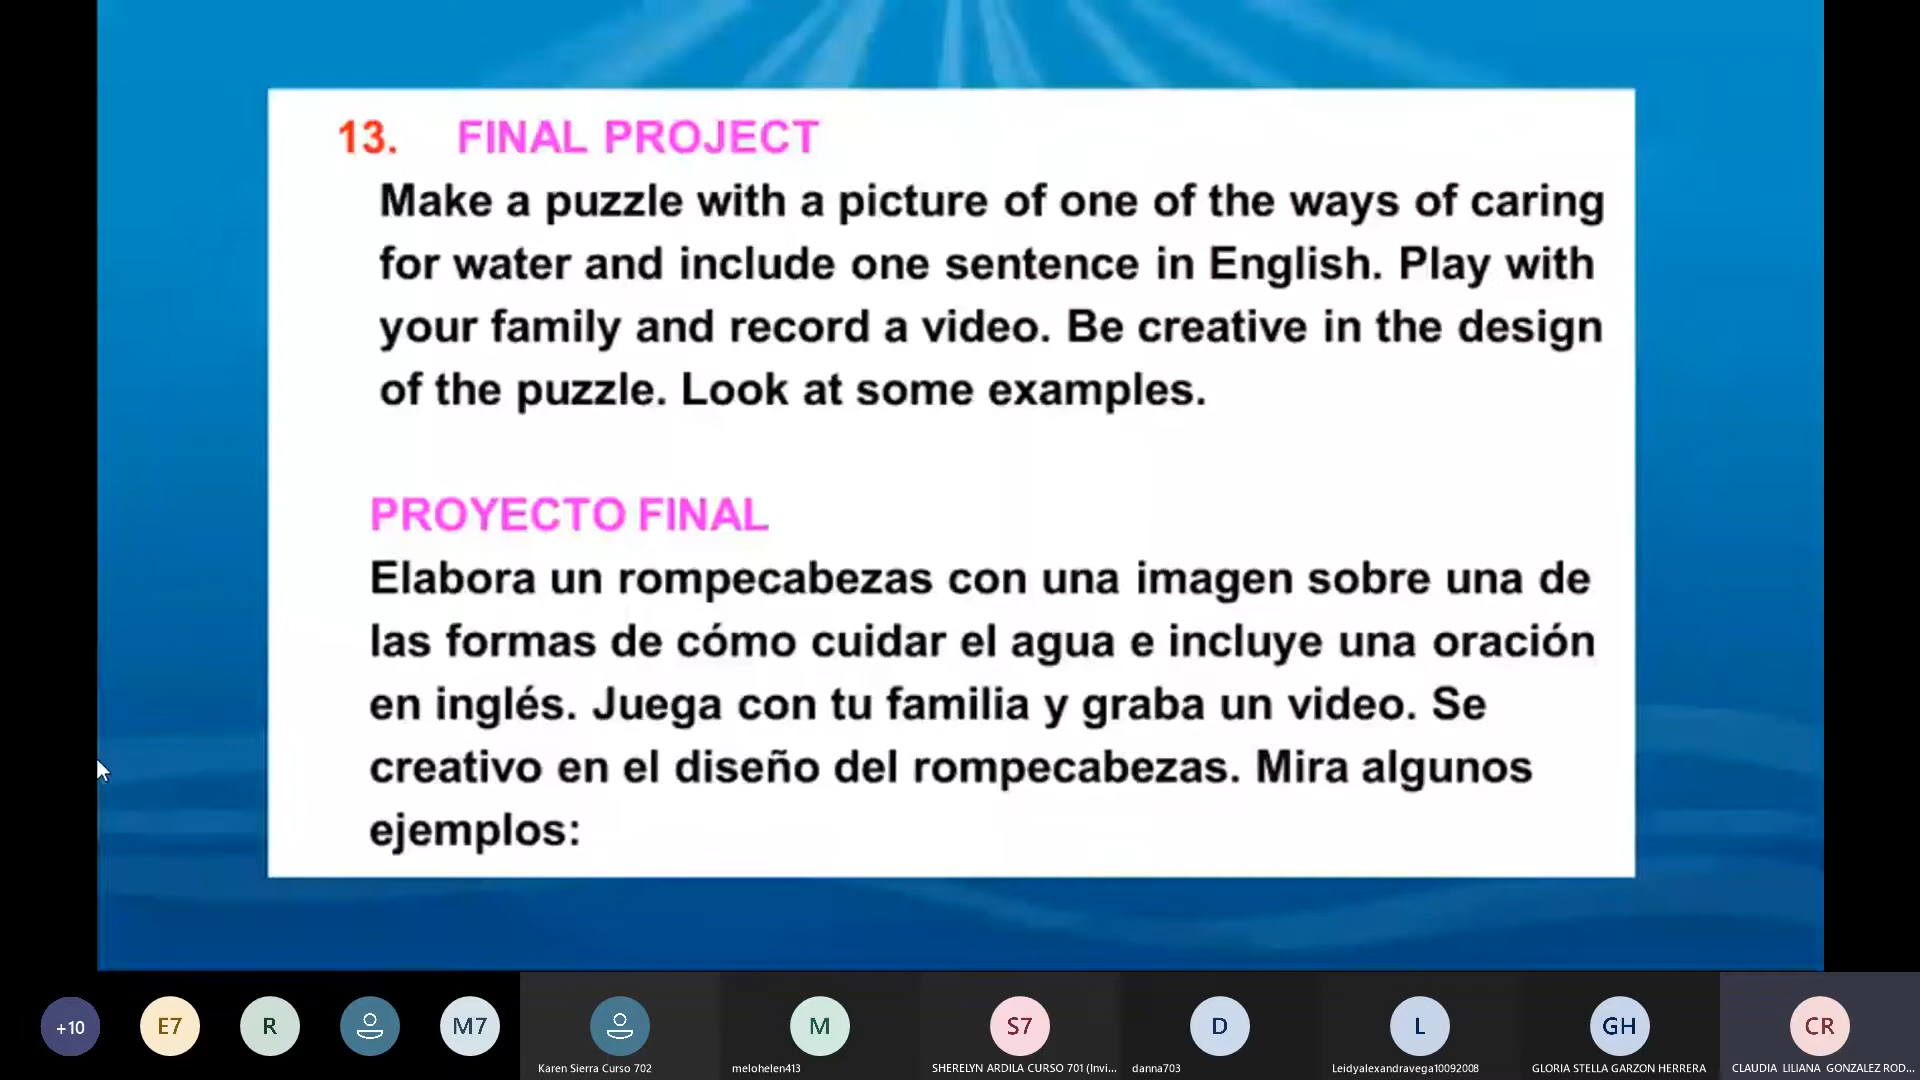 13. FINAL PROJECT
Make a puzzle with a picture of one of the ways of caring
for water and include one sentence in English. Play with
your family and record a video. Be creative in the design
of the puzzle. Look at some examples.
PROYECTO FINAL
Elabora un rompecabezas con una imagen sobre una de
las formas de cómo cuidar el agua e incluye una oración
en inglés. Juega con tu familia y graba un video. Se
creativo en el diseño del rompecabezas. Mira algunos
ejemplos:
+10 E7 R M7 M S7 D L GH CR
Karen Sierra Curso 702 melohelen413 SHERELYN ARDILA CURSO 701 (Invi... danna703 Leidyalexandravega10092008 GLORIA STELLA GARZON HERRERA CLAUDIA LILIANA GONZALEZ ROD...